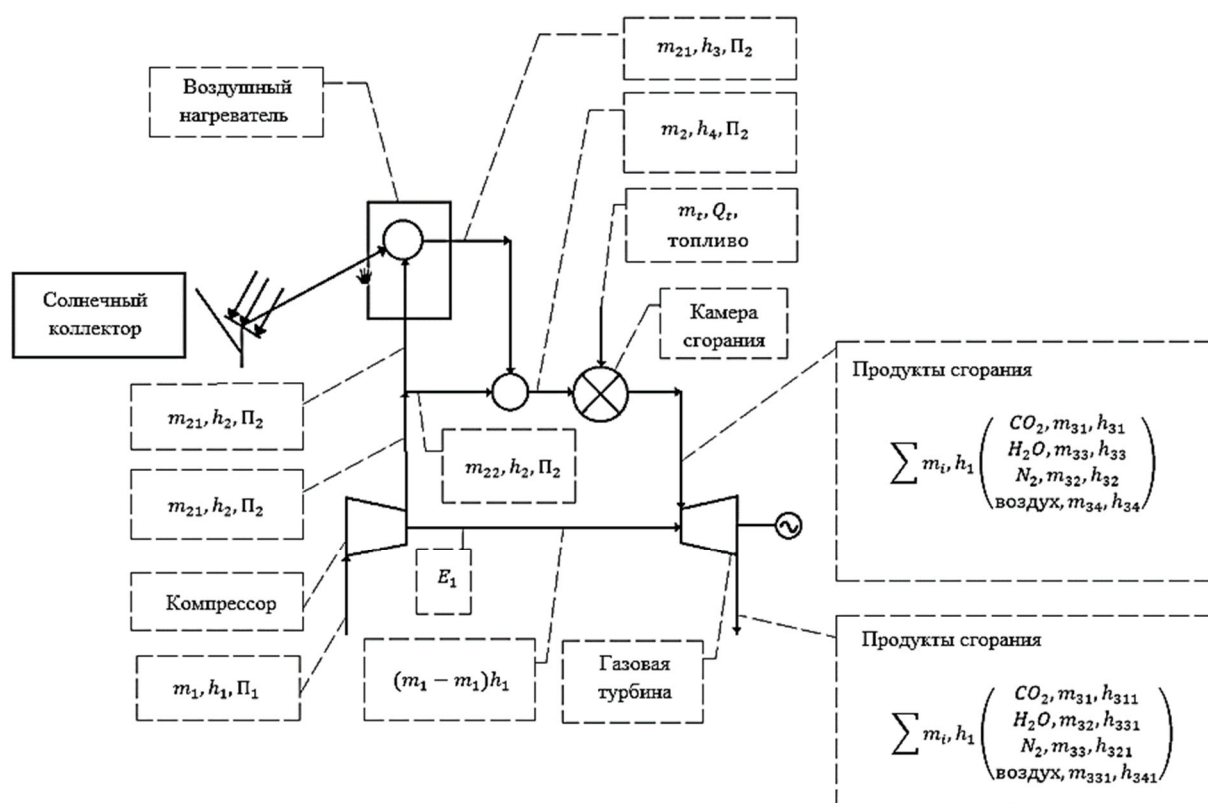 m₂₁, h₃, П₂
Воздушный
нагреватель
m₂, h₄, П₂
mₜ, Qₜ,
топливо
Солнечный
коллектор
Камера
сгорания
Продукты сгорания
∑ mᵢ, h₁ (CO₂, m₃₁, h₃₁
H₂O, m₃₃, h₃₃
N₂, m₃₂, h₃₂
воздух, m₃₄, h₃₄)
m₂₁, h₂, П₂
m₂₂, h₂, П₂
m₂₁, h₂, П₂
E₁
Компрессор
m₁, h₁, П₁
(m₁ − m₁)h₁
Газовая
турбина
Продукты сгорания
∑ mᵢ, h₁ (CO₂, m₃₁, h₃₁₁
H₂O, m₃₂, h₃₃₁
N₂, m₃₃, h₃₂₁
воздух, m₃₃₁, h₃₄₁)